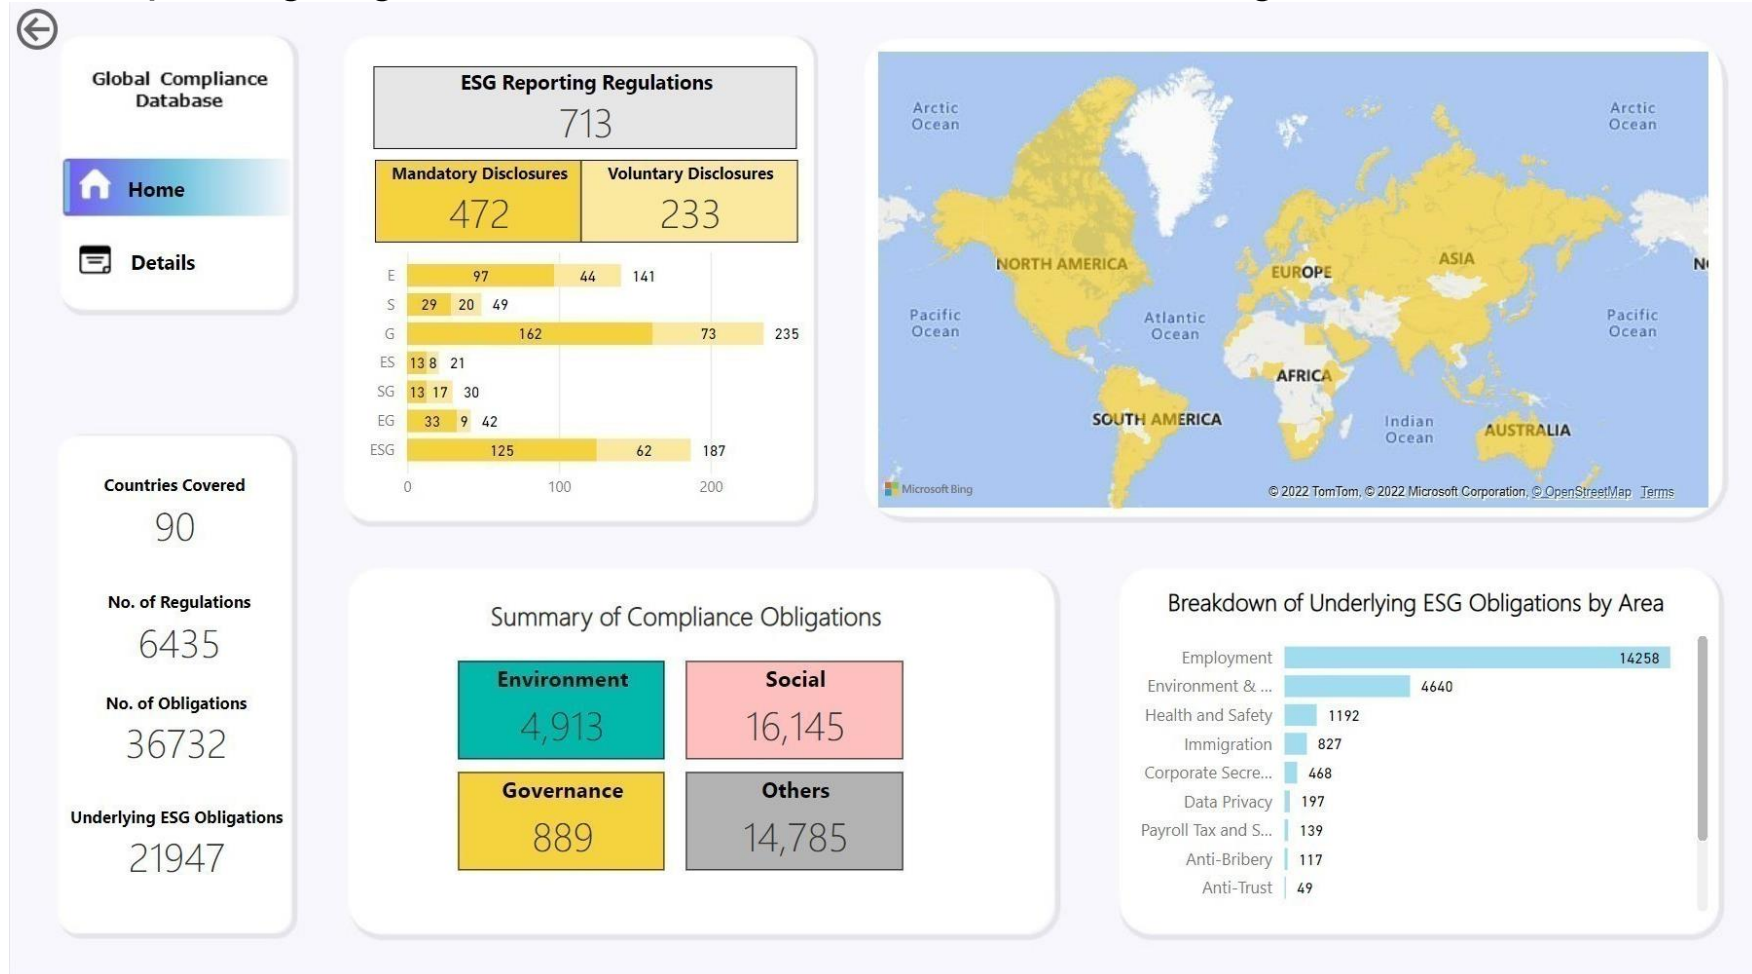 Global Compliance
Database
Home
Details
Countries Covered
90
No. of Regulations
6435
No. of Obligations
36732
Underlying ESG Obligations
21947
ESG Reporting Regulations
713
Mandatory Disclosures
472
Voluntary Disclosures
233
E 97 44 141
S 29 20 49
G 162 73 235
ES 13 8 21
SG 13 17 30
EG 33 9 42
ESG 125 62 187
0 100 200
Arctic
Ocean
Arctic
Ocean
NORTH AMERICA
EUROPE
ASIA
N
Pacific
Ocean
Atlantic
Ocean
Pacific
Ocean
AFRICA
SOUTH AMERICA
Indian
Ocean
AUSTRALIA
Microsoft Bing
© 2022 TomTom, © 2022 Microsoft Corporation, © OpenStreetMap Terms
Summary of Compliance Obligations
Environment
4,913
Social
16,145
Governance
889
Others
14,785
Breakdown of Underlying ESG Obligations by Area
Employment 14258
Environment & ... 4640
Health and Safety 1192
Immigration 827
Corporate Secre... 468
Data Privacy 197
Payroll Tax and S... 139
Anti-Bribery 117
Anti-Trust 49